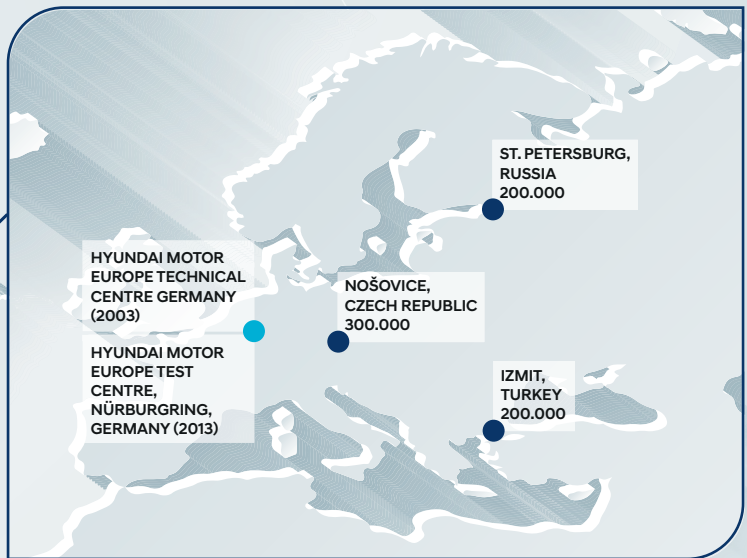 ST. PETERSBURG,
RUSSIA
200.000
HYUNDAI MOTOR
EUROPE TECHNICAL
CENTRE GERMANY
(2003)
NOŠOVICE,
CZECH REPUBLIC
300.000
HYUNDAI MOTOR
EUROPE TEST
CENTRE,
NÜRBURGRING,
GERMANY (2013)
IZMIT,
TURKEY
200.000